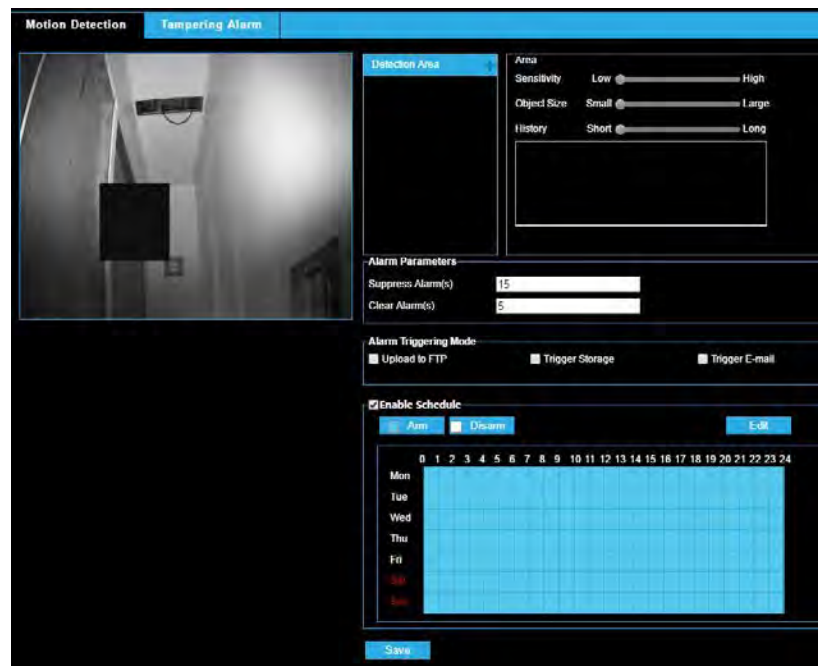 Motion Detection Tampering Alarm
Detection Area +
Area
Sensitivity Low High
Object Size Small Large
History Short Long
Alarm Parameters
Suppress Alarm(s) 15
Clear Alarm(s) 5
Alarm Triggering Mode
Upload to FTP Trigger Storage Trigger E-mail
Enable Schedule
Arm Disarm Edit
0 1 2 3 4 5 6 7 8 9 10 11 12 13 14 15 16 17 18 19 20 21 22 23 24
Mon
Tue
Wed
Thu
Fri
Sat
Sun
Save